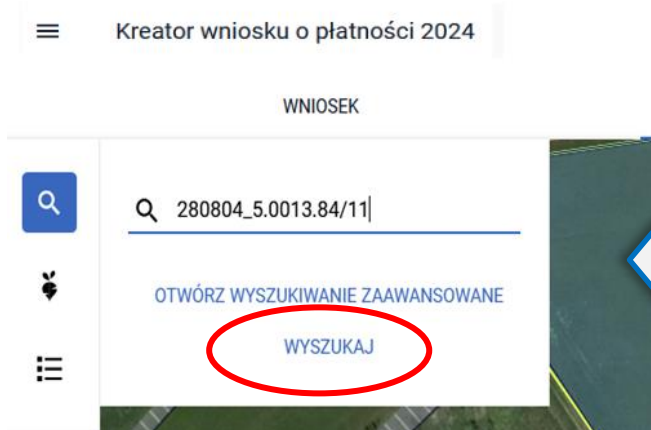 Kreator wniosku o płatności 2024
WNIOSEK
280804_5.0013.84/11
OTWÓRZ WYSZUKIWANIE ZAAWANSOWANE
WYSZUKAJ